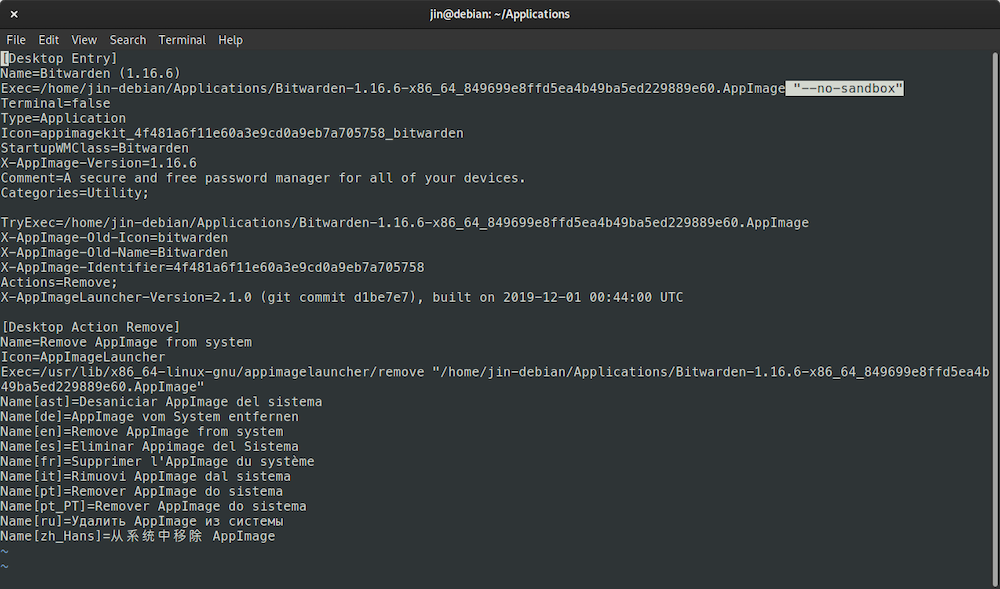 jin@debian: ~/Applications
File Edit View Search Terminal Help
[Desktop Entry]
Name=Bitwarden (1.16.6)
Exec=/home/jin-debian/Applications/Bitwarden-1.16.6-x86_64_849699e8ffd5ea4b49ba5ed229889e60.AppImage "--no-sandbox"
Terminal=false
Type=Application
Icon=appimagekit_4f481a6f11e60a3e9cd0a9eb7a705758_bitwarden
StartupWMClass=Bitwarden
X-AppImage-Version=1.16.6
Comment=A secure and free password manager for all of your devices.
Categories=Utility;
TryExec=/home/jin-debian/Applications/Bitwarden-1.16.6-x86_64_849699e8ffd5ea4b49ba5ed229889e60.AppImage
X-AppImage-Old-Icon=bitwarden
X-AppImage-Old-Name=Bitwarden
X-AppImage-Identifier=4f481a6f11e60a3e9cd0a9eb7a705758
Actions=Remove;
X-AppImageLauncher-Version=2.1.0 (git commit d1be7e7), built on 2019-12-01 00:44:00 UTC
[Desktop Action Remove]
Name=Remove AppImage from system
Icon=AppImageLauncher
Exec=/usr/lib/x86_64-linux-gnu/appimagelauncher/remove "/home/jin-debian/Applications/Bitwarden-1.16.6-x86_64_849699e8ffd5ea4b
49ba5ed229889e60.AppImage"
Name[ast]=Desaniciar AppImage del sistema
Name[de]=AppImage vom System entfernen
Name[en]=Remove AppImage from system
Name[es]=Eliminar Appimage del Sistema
Name[fr]=Supprimer l'AppImage du système
Name[it]=Rimuovi AppImage dal sistema
Name[pt]=Remover AppImage do sistema
Name[pt_PT]=Remover AppImage do sistema
Name[ru]=Удалить AppImage из системы
Name[zh_Hans]=从系统中移除 AppImage
~
~